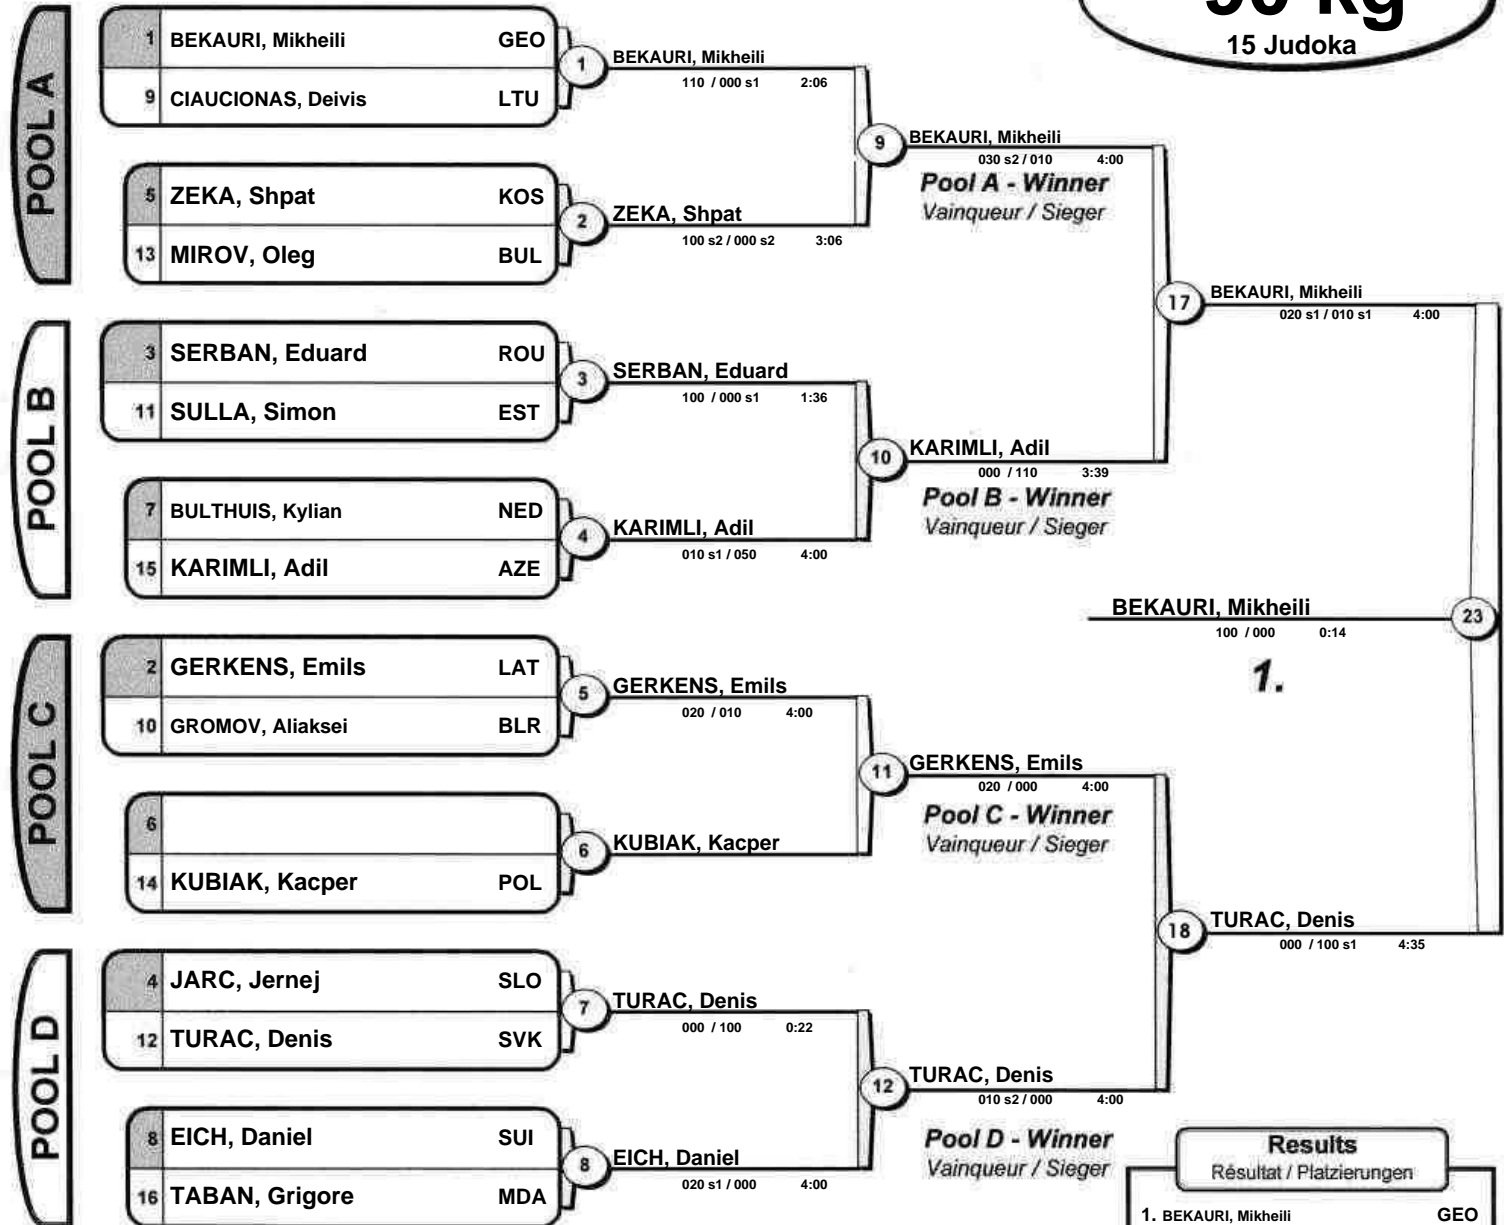 15 Judoka
POOL A
1 BEKAURI, Mikheili GEO
9 CIAUCIONAS, Deivis LTU
1
BEKAURI, Mikheili
110 / 000 s1 2:06
5 ZEKA, Shpat KOS
13 MIROV, Oleg BUL
2
ZEKA, Shpat
100 s2 / 000 s2 3:06
9
BEKAURI, Mikheili
030 s2 / 010 4:00
Pool A - Winner
Vainqueur / Sieger
POOL B
3 SERBAN, Eduard ROU
11 SULLA, Simon EST
3
SERBAN, Eduard
100 / 000 s1 1:36
7 BULTHUIS, Kylian NED
15 KARIMLI, Adil AZE
4
KARIMLI, Adil
010 s1 / 050 4:00
10
KARIMLI, Adil
000 / 110 3:39
Pool B - Winner
Vainqueur / Sieger
17
BEKAURI, Mikheili
020 s1 / 010 s1 4:00
BEKAURI, Mikheili
100 / 000 0:14
23
1.
POOL C
2 GERKENS, Emils LAT
10 GROMOV, Aliaksei BLR
5
GERKENS, Emils
020 / 010 4:00
6
14 KUBIAK, Kacper POL
6
KUBIAK, Kacper
11
GERKENS, Emils
020 / 000 4:00
Pool C - Winner
Vainqueur / Sieger
POOL D
4 JARC, Jernej SLO
12 TURAC, Denis SVK
7
TURAC, Denis
000 / 100 0:22
8 EICH, Daniel SUI
16 TABAN, Grigore MDA
8
EICH, Daniel
020 s1 / 000 4:00
12
TURAC, Denis
010 s2 / 000 4:00
Pool D - Winner
Vainqueur / Sieger
18
TURAC, Denis
000 / 100 s1 4:35
Results
Résultat / Platzierungen
1. BEKAURI, Mikheili GEO